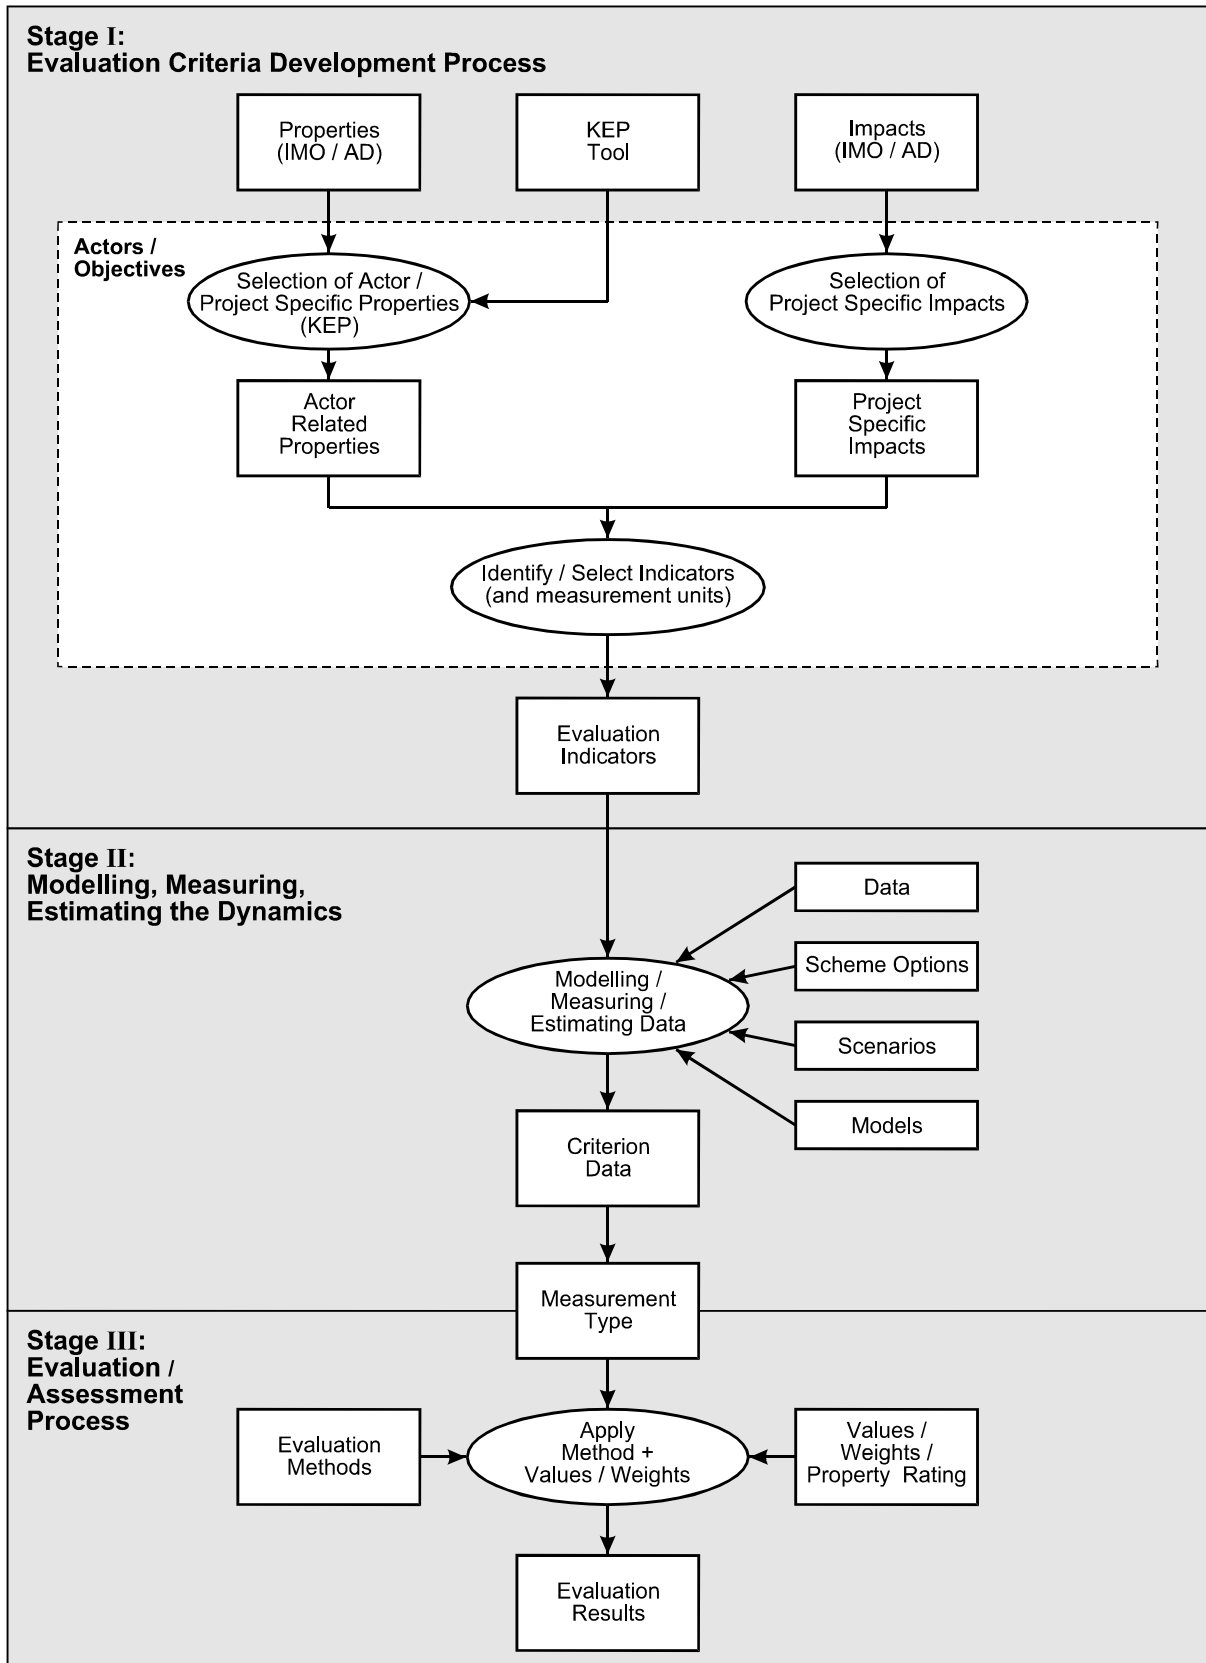 Stage I:
Evaluation Criteria Development Process
Properties
(IMO / AD)
KEP
Tool
Impacts
(IMO / AD)
Actors /
Objectives
Selection of Actor /
Project Specific Properties
(KEP)
Selection of
Project Specific Impacts
Actor
Related
Properties
Project
Specific
Impacts
Identify / Select Indicators
(and measurement units)
Evaluation
Indicators
Stage II:
Modelling, Measuring,
Estimating the Dynamics
Data
Scheme Options
Modelling /
Measuring /
Estimating Data
Scenarios
Models
Criterion
Data
Measurement
Type
Stage III:
Evaluation /
Assessment
Process
Evaluation
Methods
Apply
Method +
Values / Weights
Values /
Weights /
Property Rating
Evaluation
Results